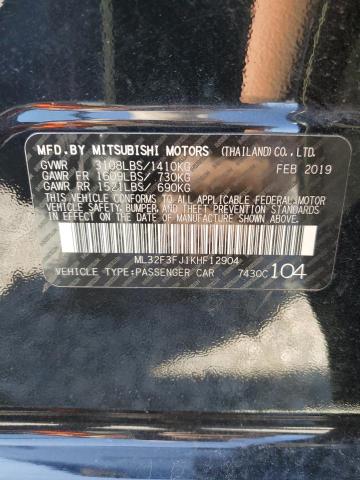 MFD.BY MITSUBISHI MOTORS (THAILAND)CO.,LTD.
GVWR 3108LBS/1410KG FEB 2019
GAWR FR 1609LBS/ 730KG
GAWR RR 1521LBS/ 690KG
THIS VEHICLE CONFORMS TO ALL APPLICABLE FEDERAL MOTOR
VEHICLE SAFETY, BUMPER, AND THEFT PREVENTION STANDARDS
IN EFFECT ON THE DATE OF MANUFACTURE SHOWN ABOVE.
ML32F3FJ1KHF12904
VEHICLE TYPE:PASSENGER CAR 7430C104